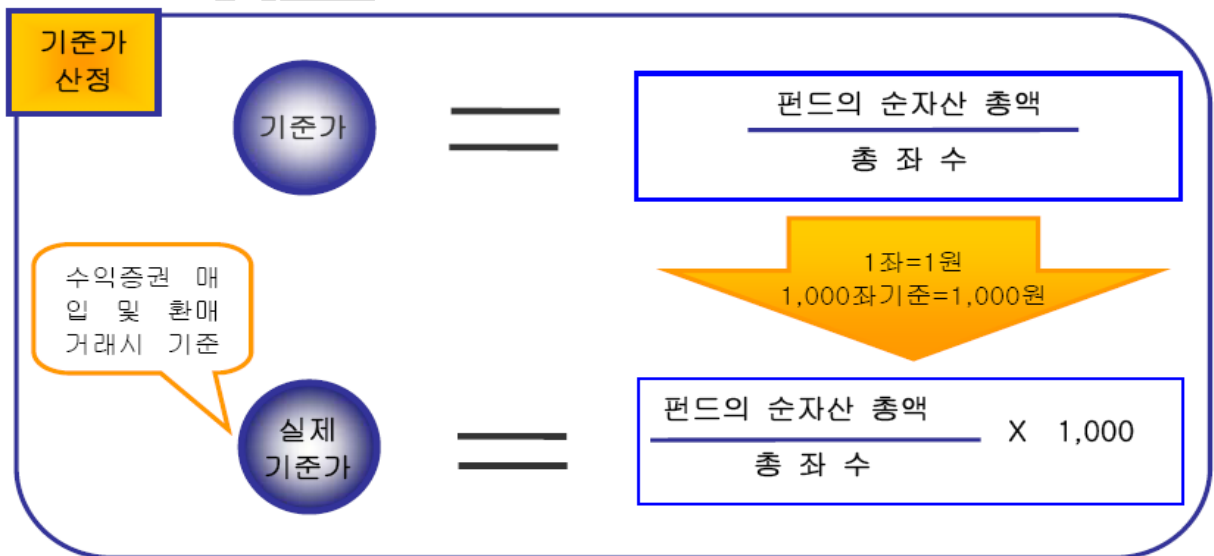 기준가
산정
기준가
펀드의 순자산 총액
총 좌 수
1좌=1원
1,000좌기준=1,000원
수익증권 매
입 및 환매
거래시 기준
실제
기준가
펀드의 순자산 총액
총 좌 수
X 1,000